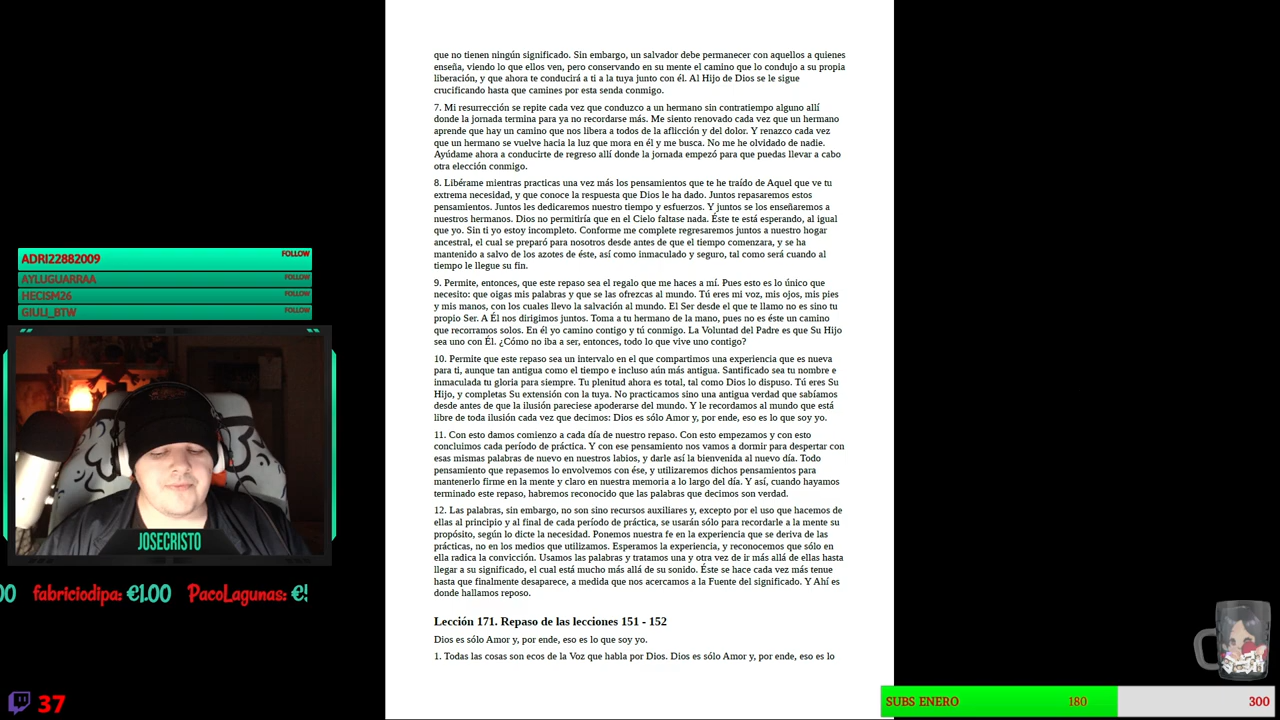 que no tienen ningún significado. Sin embargo, un salvador debe permanecer con aquellos a quienes
enseña, viendo lo que ellos ven, pero conservando en su mente el camino que lo condujo a su propia
liberación, y que ahora te conducirá a ti a la tuya junto con él. Al Hijo de Dios se le sigue
crucificando hasta que camines por esta senda conmigo.
7. Mi resurrección se repite cada vez que conduzco a un hermano sin contratiempo alguno allí
donde la jornada termina para ya no recordarse más. Me siento renovado cada vez que un hermano
aprende que hay un camino que nos libera a todos de la aflicción y del dolor. Y renazco cada vez
que un hermano se vuelve hacia la luz que mora en él y me busca. No me he olvidado de nadie.
Ayúdame ahora a conducirte de regreso allí donde la jornada empezó para que puedas llevar a cabo
otra elección conmigo.
8. Libérame mientras practicas una vez más los pensamientos que te he traído de Aquel que ve tu
extrema necesidad, y que conoce la respuesta que Dios le ha dado. Juntos repasaremos estos
pensamientos. Juntos les dedicaremos nuestro tiempo y esfuerzos. Y juntos se los enseñaremos a
nuestros hermanos. Dios no permitiría que en el Cielo faltase nada. Éste te está esperando, al igual
que yo. Sin ti yo estoy incompleto. Conforme me complete regresaremos juntos a nuestro hogar
ancestral, el cual se preparó para nosotros desde antes de que el tiempo comenzara, y se ha
mantenido a salvo de los azotes de éste, así como inmaculado y seguro, tal como será cuando al
tiempo le llegue su fin.
9. Permite, entonces, que este repaso sea el regalo que me haces a mí. Pues esto es lo único que
necesito: que oigas mis palabras y que se las ofrezcas al mundo. Tú eres mi voz, mis ojos, mis pies
y mis manos, con los cuales llevo la salvación al mundo. El Ser desde el que te llamo no es sino tu
propio Ser. A Él nos dirigimos juntos. Toma a tu hermano de la mano, pues no es éste un camino
que recorramos solos. En él yo camino contigo y tú conmigo. La Voluntad del Padre es que Su Hijo
sea uno con Él. ¿Cómo no iba a ser, entonces, todo lo que vive uno contigo?
10. Permite que este repaso sea un intervalo en el que compartimos una experiencia que es nueva
para ti, aunque tan antigua como el tiempo e incluso aún más antigua. Santificado sea tu nombre e
inmaculada tu gloria para siempre. Tu plenitud ahora es total, tal como Dios lo dispuso. Tú eres Su
Hijo, y completas Su extensión con la tuya. No practicamos sino una antigua verdad que sabíamos
desde antes de que la ilusión pareciese apoderarse del mundo. Y le recordamos al mundo que está
libre de toda ilusión cada vez que decimos: Dios es sólo Amor y, por ende, eso es lo que soy yo.
11. Con esto damos comienzo a cada día de nuestro repaso. Con esto empezamos y con esto
concluimos cada período de práctica. Y con ese pensamiento nos vamos a dormir para despertar con
esas mismas palabras de nuevo en nuestros labios, y darle así la bienvenida al nuevo día. Todo
pensamiento que repasemos lo envolvemos con ése, y utilizaremos dichos pensamientos para
mantenerlo firme en la mente y claro en nuestra memoria a lo largo del día. Y así, cuando hayamos
terminado este repaso, habremos reconocido que las palabras que decimos son verdad.
12. Las palabras, sin embargo, no son sino recursos auxiliares y, excepto por el uso que hacemos de
ellas al principio y al final de cada período de práctica, se usarán sólo para recordarle a la mente su
propósito, según lo dicte la necesidad. Ponemos nuestra fe en la experiencia que se deriva de las
prácticas, no en los medios que utilizamos. Esperamos la experiencia, y reconocemos que sólo en
ella radica la convicción. Usamos las palabras y tratamos una y otra vez de ir más allá de ellas hasta
llegar a su significado, el cual está mucho más allá de su sonido. Éste se hace cada vez más tenue
hasta que finalmente desaparece, a medida que nos acercamos a la Fuente del significado. Y Ahí es
donde hallamos reposo.
Lección 171. Repaso de las lecciones 151 - 152
Dios es sólo Amor y, por ende, eso es lo que soy yo.
1. Todas las cosas son ecos de la Voz que habla por Dios. Dios es sólo Amor y, por ende, eso es lo
ADRI22882009 FOLLOW
AYLUGUARRAA FOLLOW
HECISM26 FOLLOW
GIULI_BTW FOLLOW
JOSECRISTO
00 fabriciodipa: €1.00 PacoLagunas: €
37
SUBS ENERO 180 300